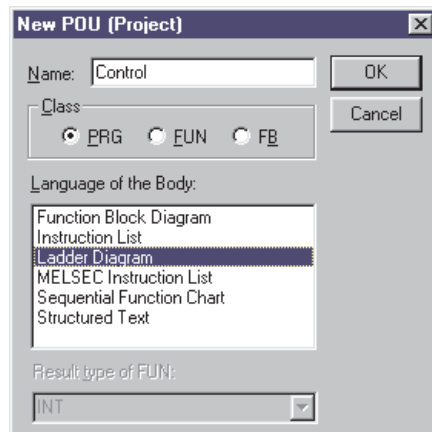 New POU (Project)
Name: Control
OK
Class
PRG FUN FB
Cancel
Language of the Body:
Function Block Diagram
Instruction List
Ladder Diagram
MELSEC Instruction List
Sequential Function Chart
Structured Text
Result type of FUN:
INT